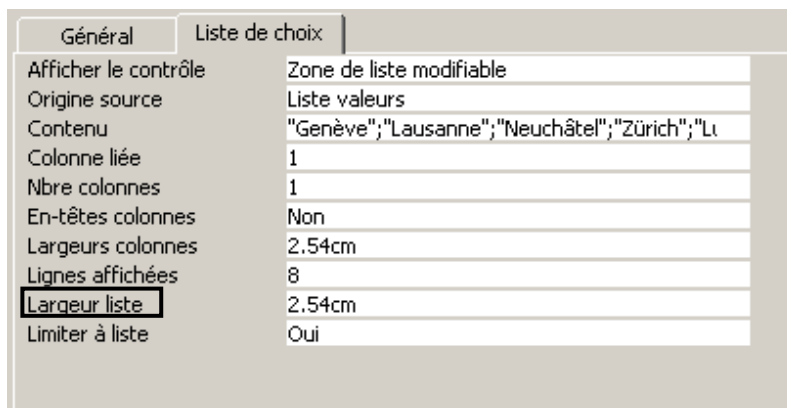 Général Liste de choix
Afficher le contrôle Zone de liste modifiable
Origine source Liste valeurs
Contenu "Genève";"Lausanne";"Neuchâtel";"Zürich";"Lu
Colonne liée 1
Nbre colonnes 1
En-têtes colonnes Non
Largeurs colonnes 2.54cm
Lignes affichées 8
Largeur liste 2.54cm
Limiter à liste Oui